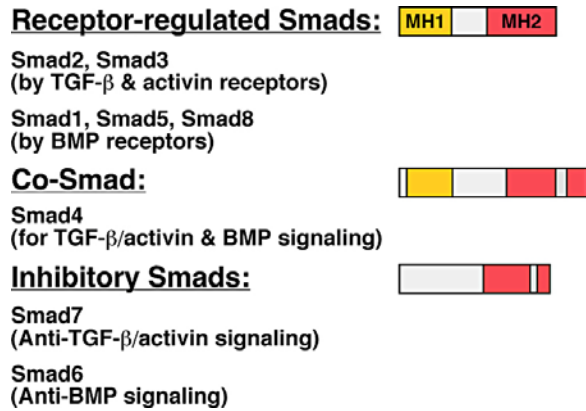 Receptor-regulated Smads:
MH1 MH2
Smad2, Smad3
(by TGF-β & activin receptors)
Smad1, Smad5, Smad8
(by BMP receptors)
Co-Smad:
Smad4
(for TGF-β/activin & BMP signaling)
Inhibitory Smads:
Smad7
(Anti-TGF-β/activin signaling)
Smad6
(Anti-BMP signaling)